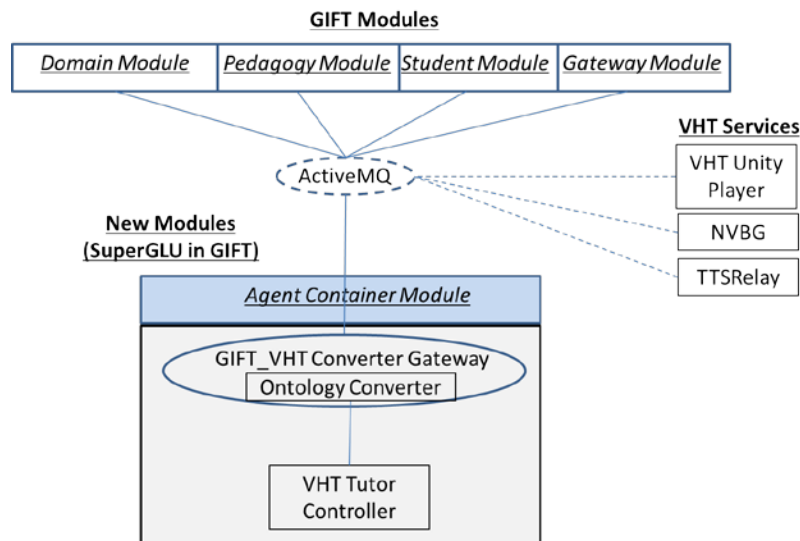 GIFT Modules
Domain Module
Pedagogy Module
Student Module
Gateway Module
VHT Services
VHT Unity
Player
ActiveMQ
NVBG
TTSRelay
New Modules
(SuperGLU in GIFT)
Agent Container Module
GIFT_VHT Converter Gateway
Ontology Converter
VHT Tutor
Controller